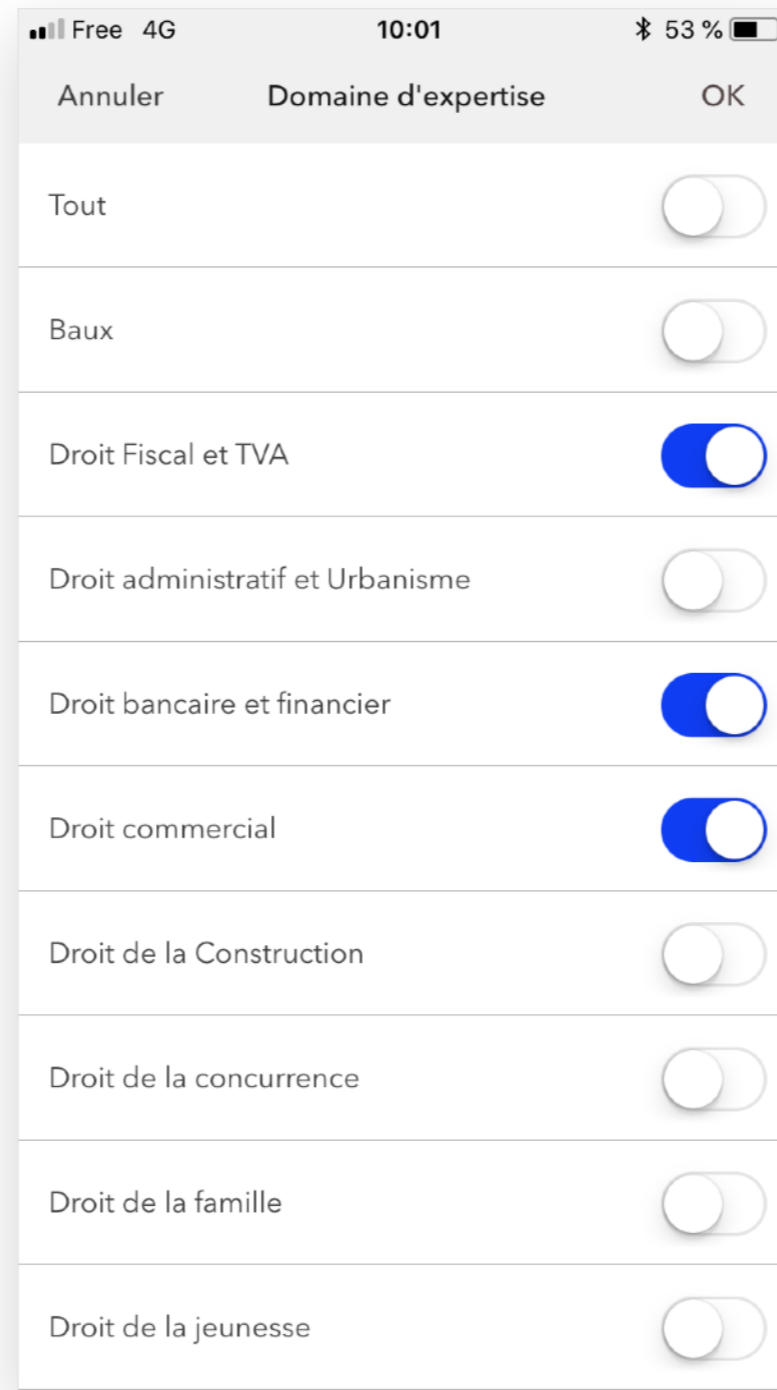 Free 4G 10:01 53 %
Annuler Domaine d'expertise OK
Tout
Baux
Droit Fiscal et TVA
Droit administratif et Urbanisme
Droit bancaire et financier
Droit commercial
Droit de la Construction
Droit de la concurrence
Droit de la famille
Droit de la jeunesse